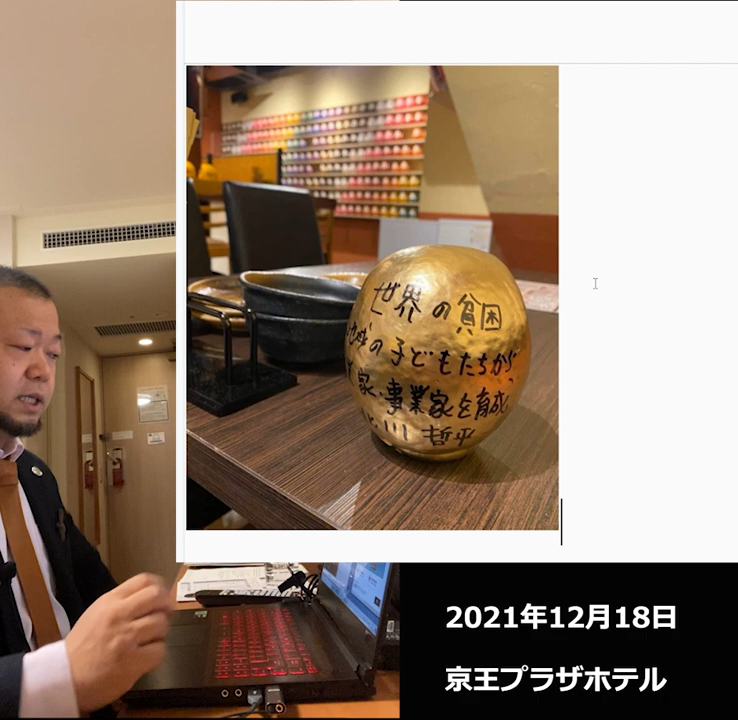 世界の貧困
地域の子どもたちから
家・事業家を育成
川 哲平
2021年12月18日
京王プラザホテル